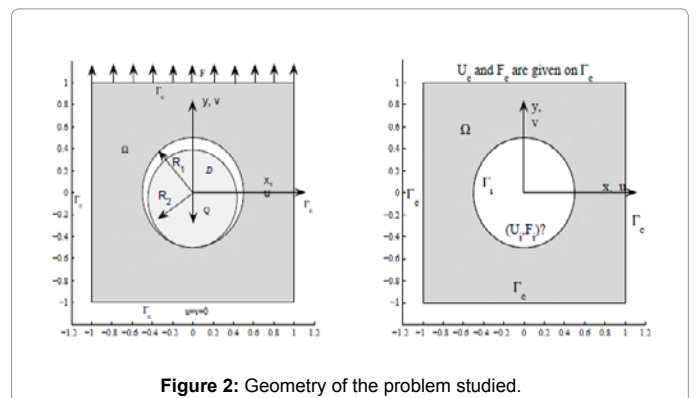 F
Γe
y, v
Ω
R1
D
x,
u
Γe
Γe
R2
Q
Γe
u=v=0
1
0.8
0.6
0.4
0.2
0
−0.2
−0.4
−0.6
−0.8
−1
−1.2 −1 −0.8 −0.6 −0.4 −0.2 0 0.2 0.4 0.6 0.8 1 1.2
Ue and Fe are given on Γe
y,
v
Ω
Γi
x, u
Γe
Γe
(Ui,Fi)?
Γe
1
0.8
0.6
0.4
0.2
0
−0.2
−0.4
−0.6
−0.8
−1
−1.2 −1 −0.8 −0.6 −0.4 −0.2 0 0.2 0.4 0.6 0.8 1 1.2
Figure 2: Geometry of the problem studied.